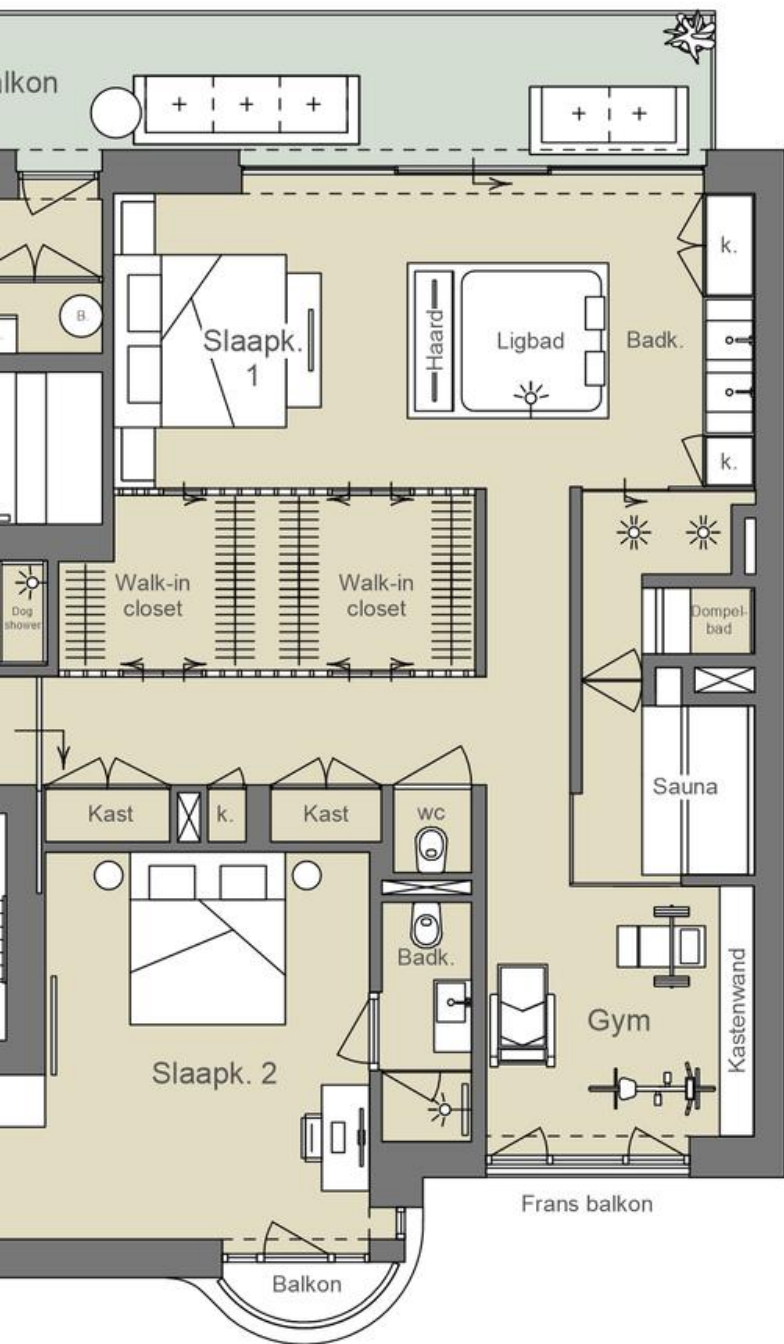 alkon
k.
B.
Slaapk.
1
Haard
Ligbad
Badk.
k.
Walk-in
closet
Walk-in
closet
Dog
shower
Dompel-
bad
Sauna
Kast
k.
Kast
wc
Badk.
Slaapk. 2
Gym
Kastenwand
Frans balkon
Balkon